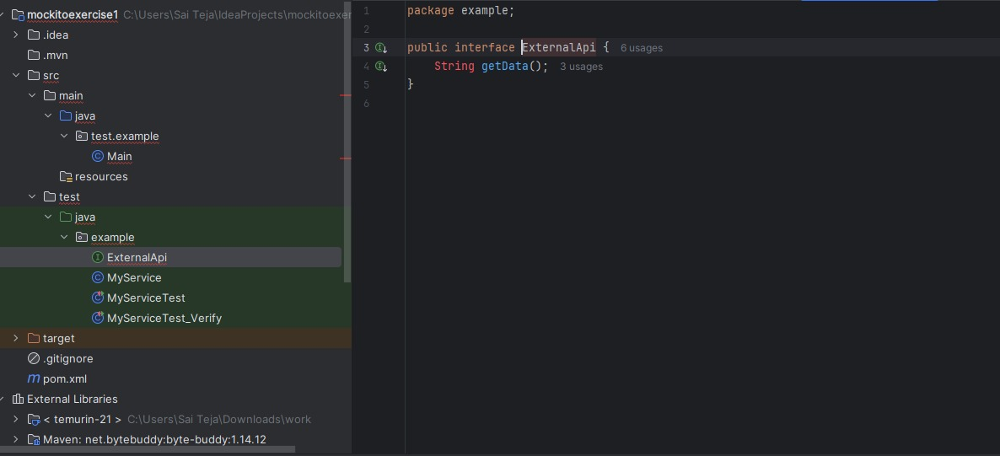 mockitoexercise1 C:\Users\Sai Teja\IdeaProjects\mockitoexer
.idea
.mvn
src
main
java
test.example
Main
resources
test
java
example
ExternalApi
MyService
MyServiceTest
MyServiceTest_Verify
target
.gitignore
pom.xml
External Libraries
< temurin-21 > C:\Users\Sai Teja\Downloads\work
Maven: net.bytebuddy:byte-buddy:1.14.12
1 package example;
2
3 public interface ExternalApi { 6 usages
4 String getData(); 3 usages
5 }
6